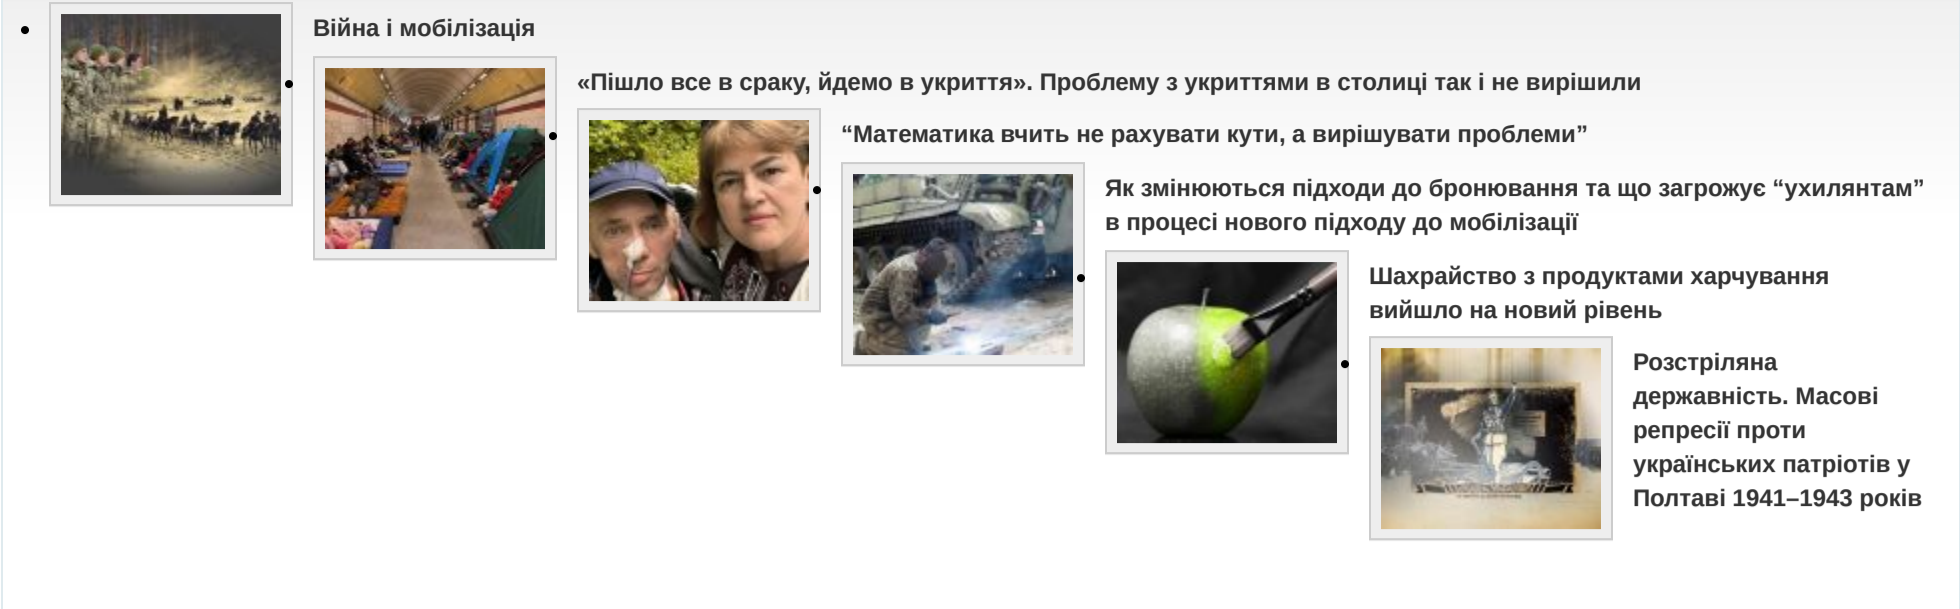 Війна і мобілізація
«Пішло все в сраку, йдемо в укриття». Проблему з укриттями в столиці так і не вирішили
“Математика вчить не рахувати кути, а вирішувати проблеми”
Як змінюються підходи до бронювання та що загрожує “ухилянтам”
в процесі нового підходу до мобілізації
Шахрайство з продуктами харчування
вийшло на новий рівень
Розстріляна
державність. Масові
репресії проти
українських патріотів у
Полтаві 1941–1943 років